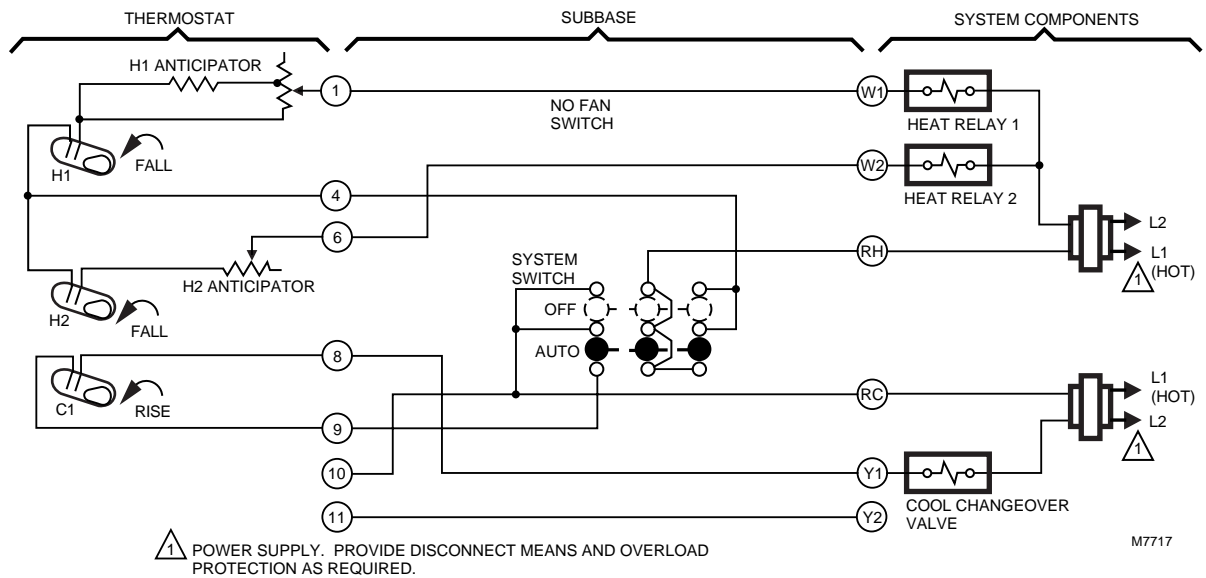 THERMOSTAT
SUBBASE
SYSTEM COMPONENTS
H1 ANTICIPATOR
1
NO FAN
SWITCH
W1
HEAT RELAY 1
H1
FALL
W2
HEAT RELAY 2
4
6
L2
L1
(HOT)
1
RH
SYSTEM
SWITCH
OFF
AUTO
H2 ANTICIPATOR
H2
FALL
8
C1
RISE
RC
L1
(HOT)
L2
1
9
10
Y1
COOL CHANGEOVER
VALVE
11
Y2
1 POWER SUPPLY. PROVIDE DISCONNECT MEANS AND OVERLOAD
PROTECTION AS REQUIRED.
M7717